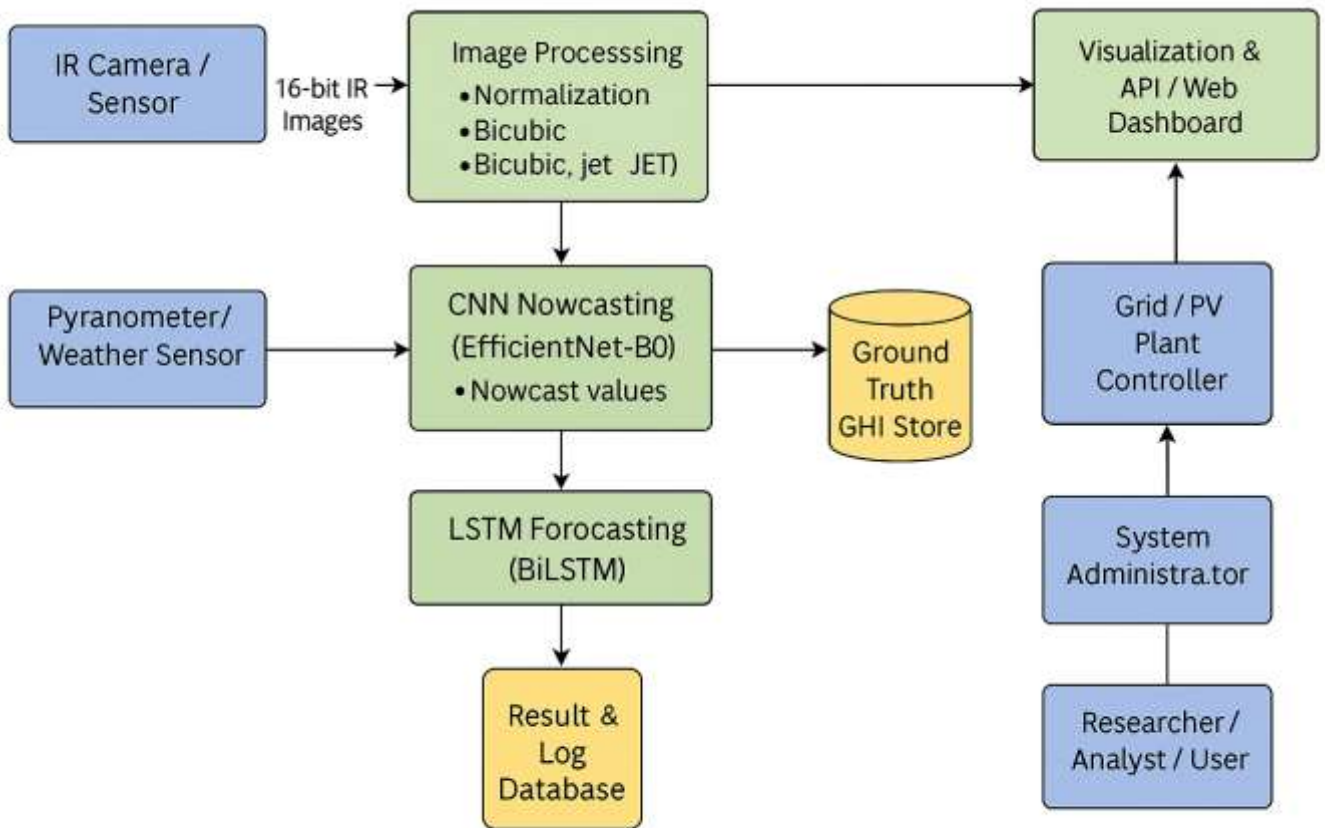 IR Camera /
Sensor
16-bit IR
Images
Image Processsing
•Normalization
•Bicubic
•Bicubic, jet JET)
Visualization &
API / Web
Dashboard
Pyranometer/
Weather Sensor
CNN Nowcasting
(EfficientNet-B0)
•Nowcast values
Ground
Truth
GHI Store
Grid / PV
Plant
Controller
LSTM Forocasting
(BiLSTM)
System
Administra.tor
Result &
Log
Database
Researcher/
Analyst / User